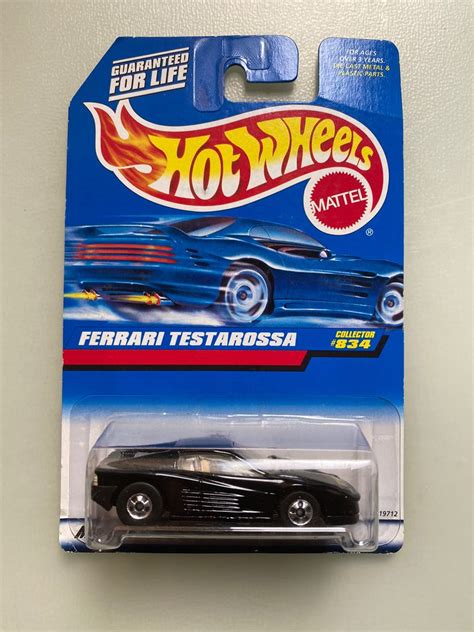 GUARANTEED
FOR LIFE
FOR AGES
OVER 3 YEARS.
DIE CAST METAL &
PLASTIC PARTS.
HOT WHEELS
MATTEL
®
FERRARI TESTAROSSA
COLLECTOR
#834
19712